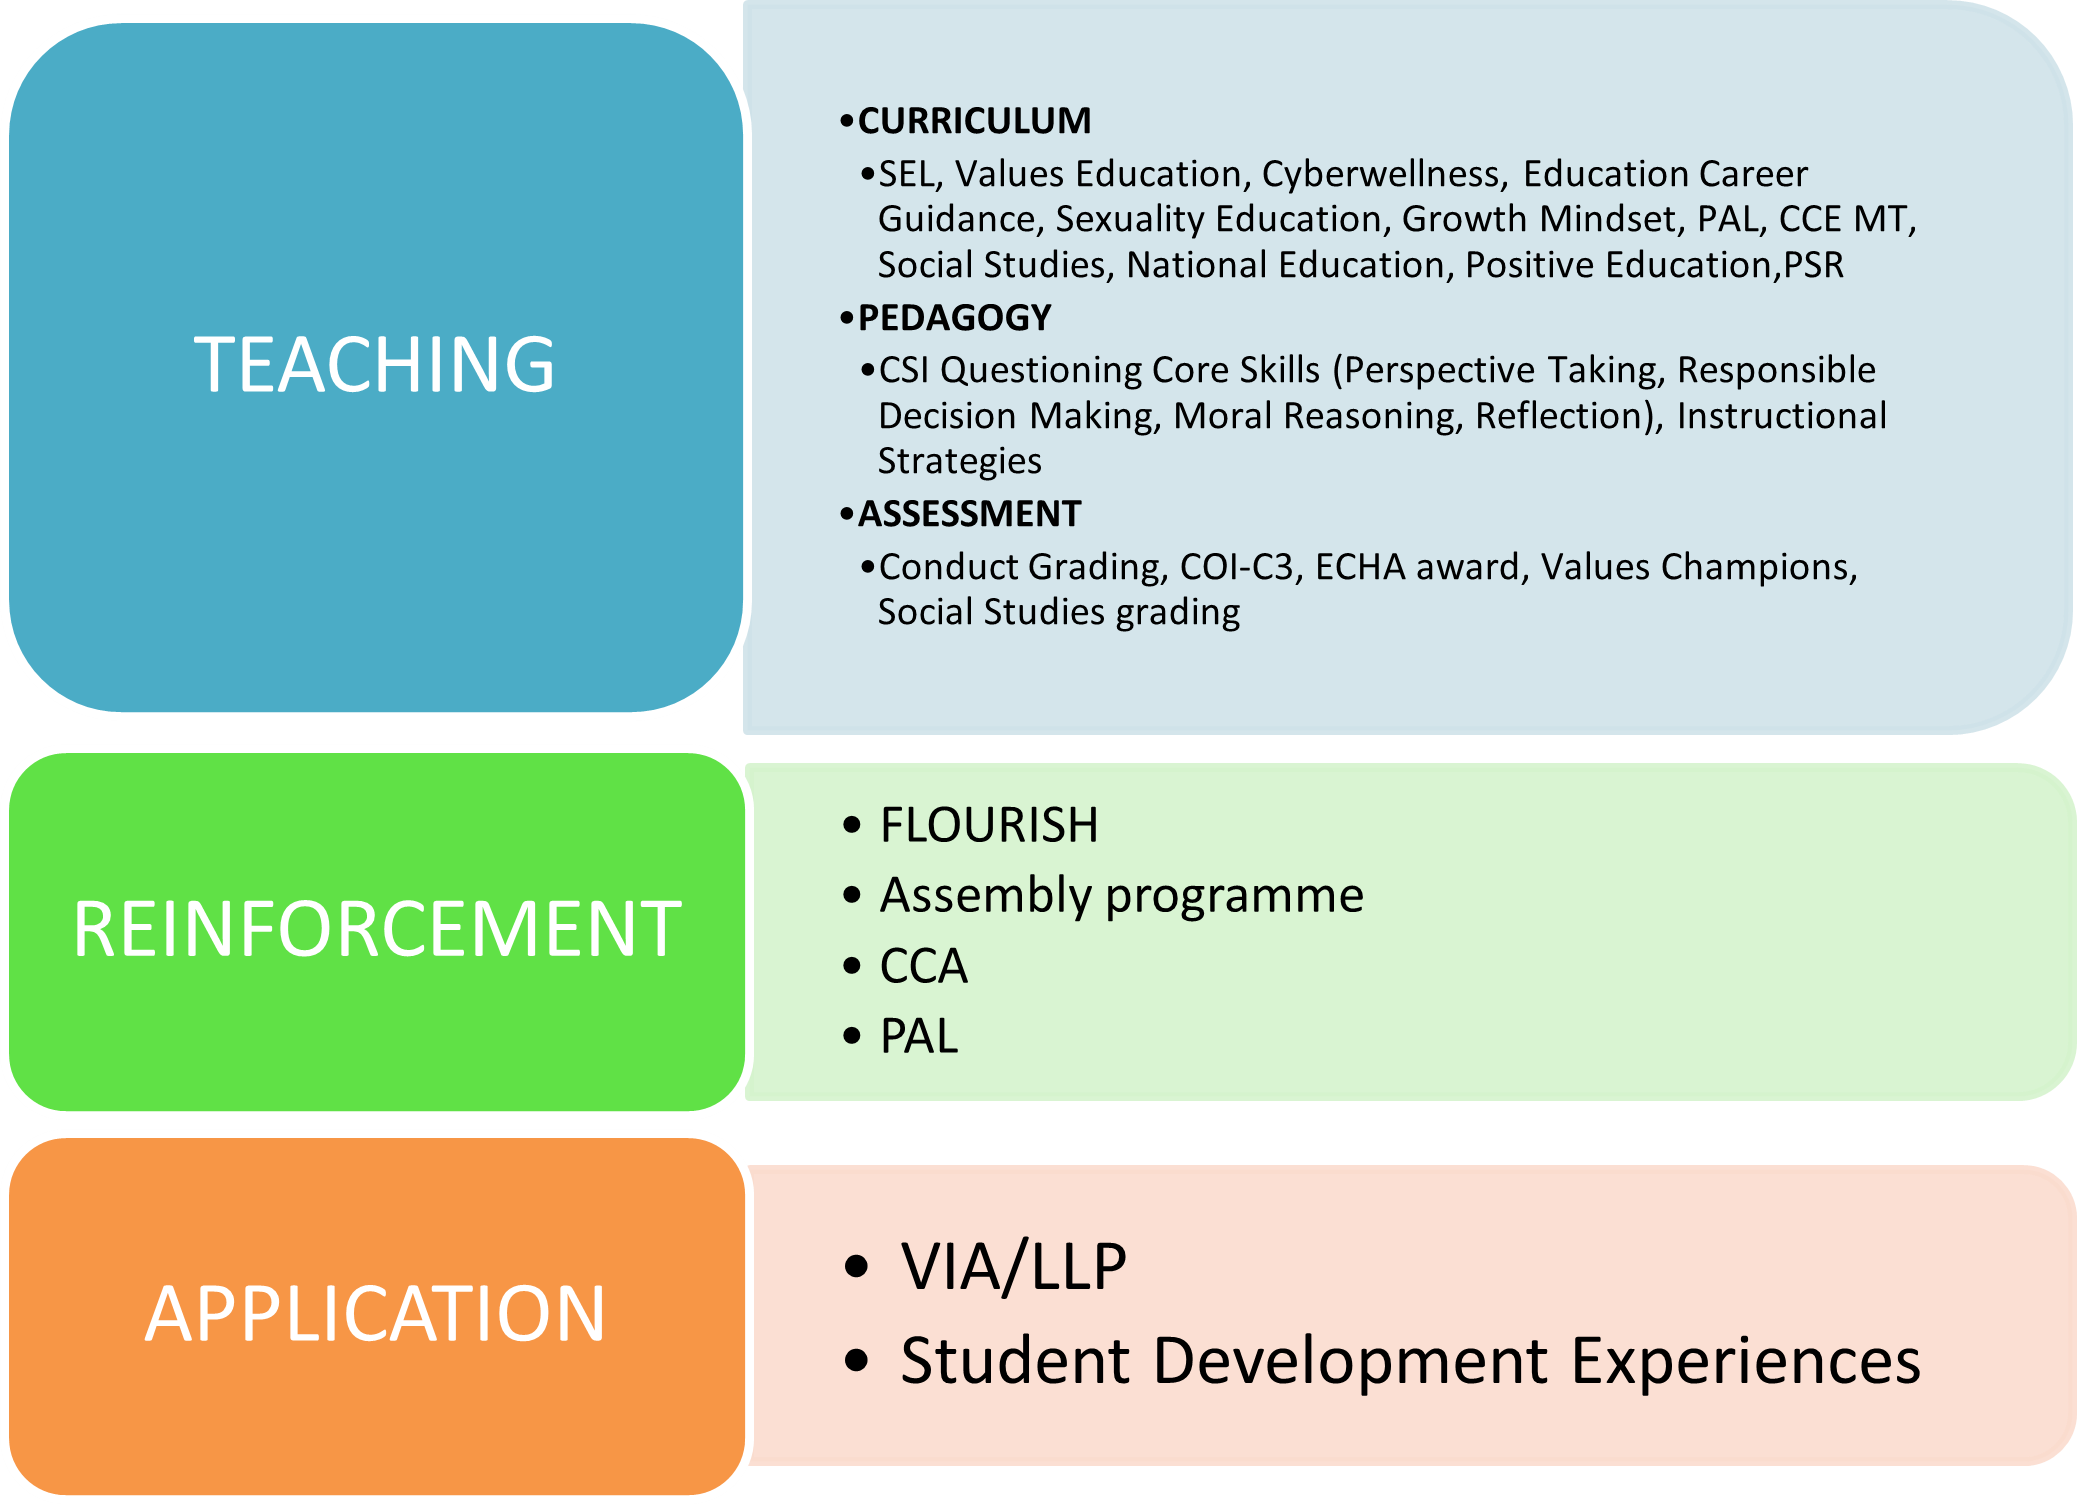 TEACHING
•CURRICULUM
•SEL, Values Education, Cyberwellness, Education Career
Guidance, Sexuality Education, Growth Mindset, PAL, CCE MT,
Social Studies, National Education, Positive Education,PSR
•PEDAGOGY
•CSI Questioning Core Skills (Perspective Taking, Responsible
Decision Making, Moral Reasoning, Reflection), Instructional
Strategies
•ASSESSMENT
•Conduct Grading, COI-C3, ECHA award, Values Champions,
Social Studies grading
REINFORCEMENT
• FLOURISH
• Assembly programme
• CCA
• PAL
APPLICATION
• VIA/LLP
• Student Development Experiences